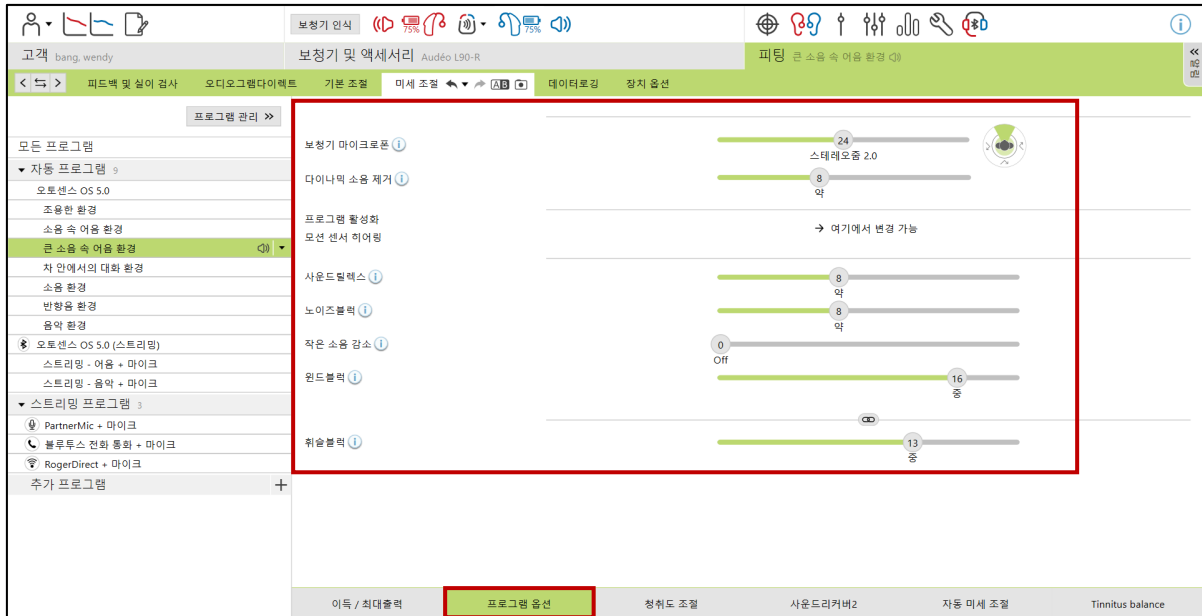 보청기 인식
75%
75%
고객 bang, wendy
보청기 및 액세서리 Audéo L90-R
피팅 큰 소음 속 어음 환경
알림
피드백 및 실이 검사
오디오그램다이렉트
기본 조절
미세 조절
AB
데이터로깅
장치 옵션
프로그램 관리
모든 프로그램
자동 프로그램 9
오토센스 OS 5.0
조용한 환경
소음 속 어음 환경
큰 소음 속 어음 환경
차 안에서의 대화 환경
소음 환경
반향음 환경
음악 환경
오토센스 OS 5.0 (스트리밍)
스트리밍 - 어음 + 마이크
스트리밍 - 음악 + 마이크
스트리밍 프로그램 3
PartnerMic + 마이크
블루투스 전화 통화 + 마이크
RogerDirect + 마이크
추가 프로그램
보청기 마이크로폰
24
스테레오줌 2.0
다이나믹 소음 제거
8
약
프로그램 활성화
모션 센서 히어링
→ 여기에서 변경 가능
사운드릴렉스
8
약
노이즈블럭
8
약
작은 소음 감소
0
Off
윈드블럭
16
중
휘슬블럭
13
중
이득 / 최대출력
프로그램 옵션
청취도 조절
사운드리커버2
자동 미세 조절
Tinnitus balance